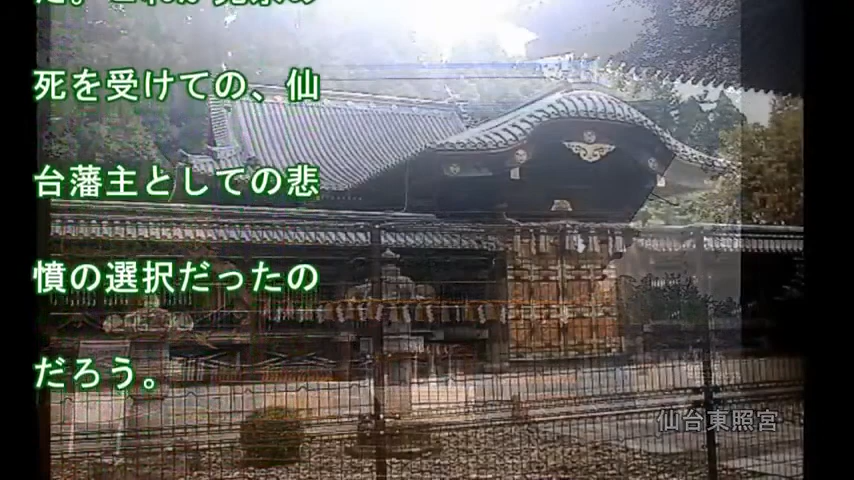 死を受けての、仙
台藩主としての悲
憤の選択だったの
だろう。
仙台東照宮